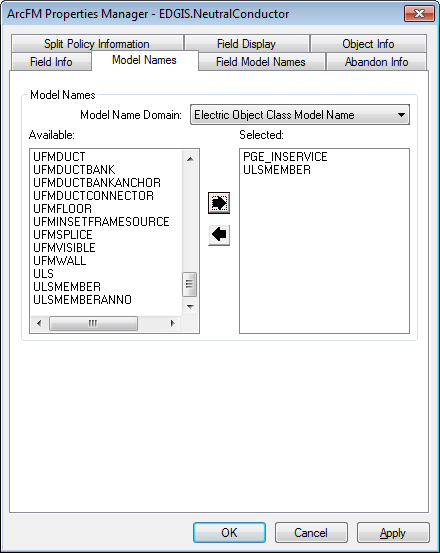 ArcFM Properties Manager - EDGIS.NeutralConductor
Split Policy Information Field Display Object Info
Field Info Model Names Field Model Names Abandon Info
Model Names
Model Name Domain: Electric Object Class Model Name
Available:
UFMDUCT
UFMDUCTBANK
UFMDUCTBANKANCHOR
UFMDUCTCONNECTOR
UFMFLOOR
UFMINSETFRAMESOURCE
UFMSPLICE
UFMVISIBLE
UFMWALL
ULS
ULSMEMBER
ULSMEMBERANNO
Selected:
PGE_INSERVICE
ULSMEMBER
OK Cancel Apply